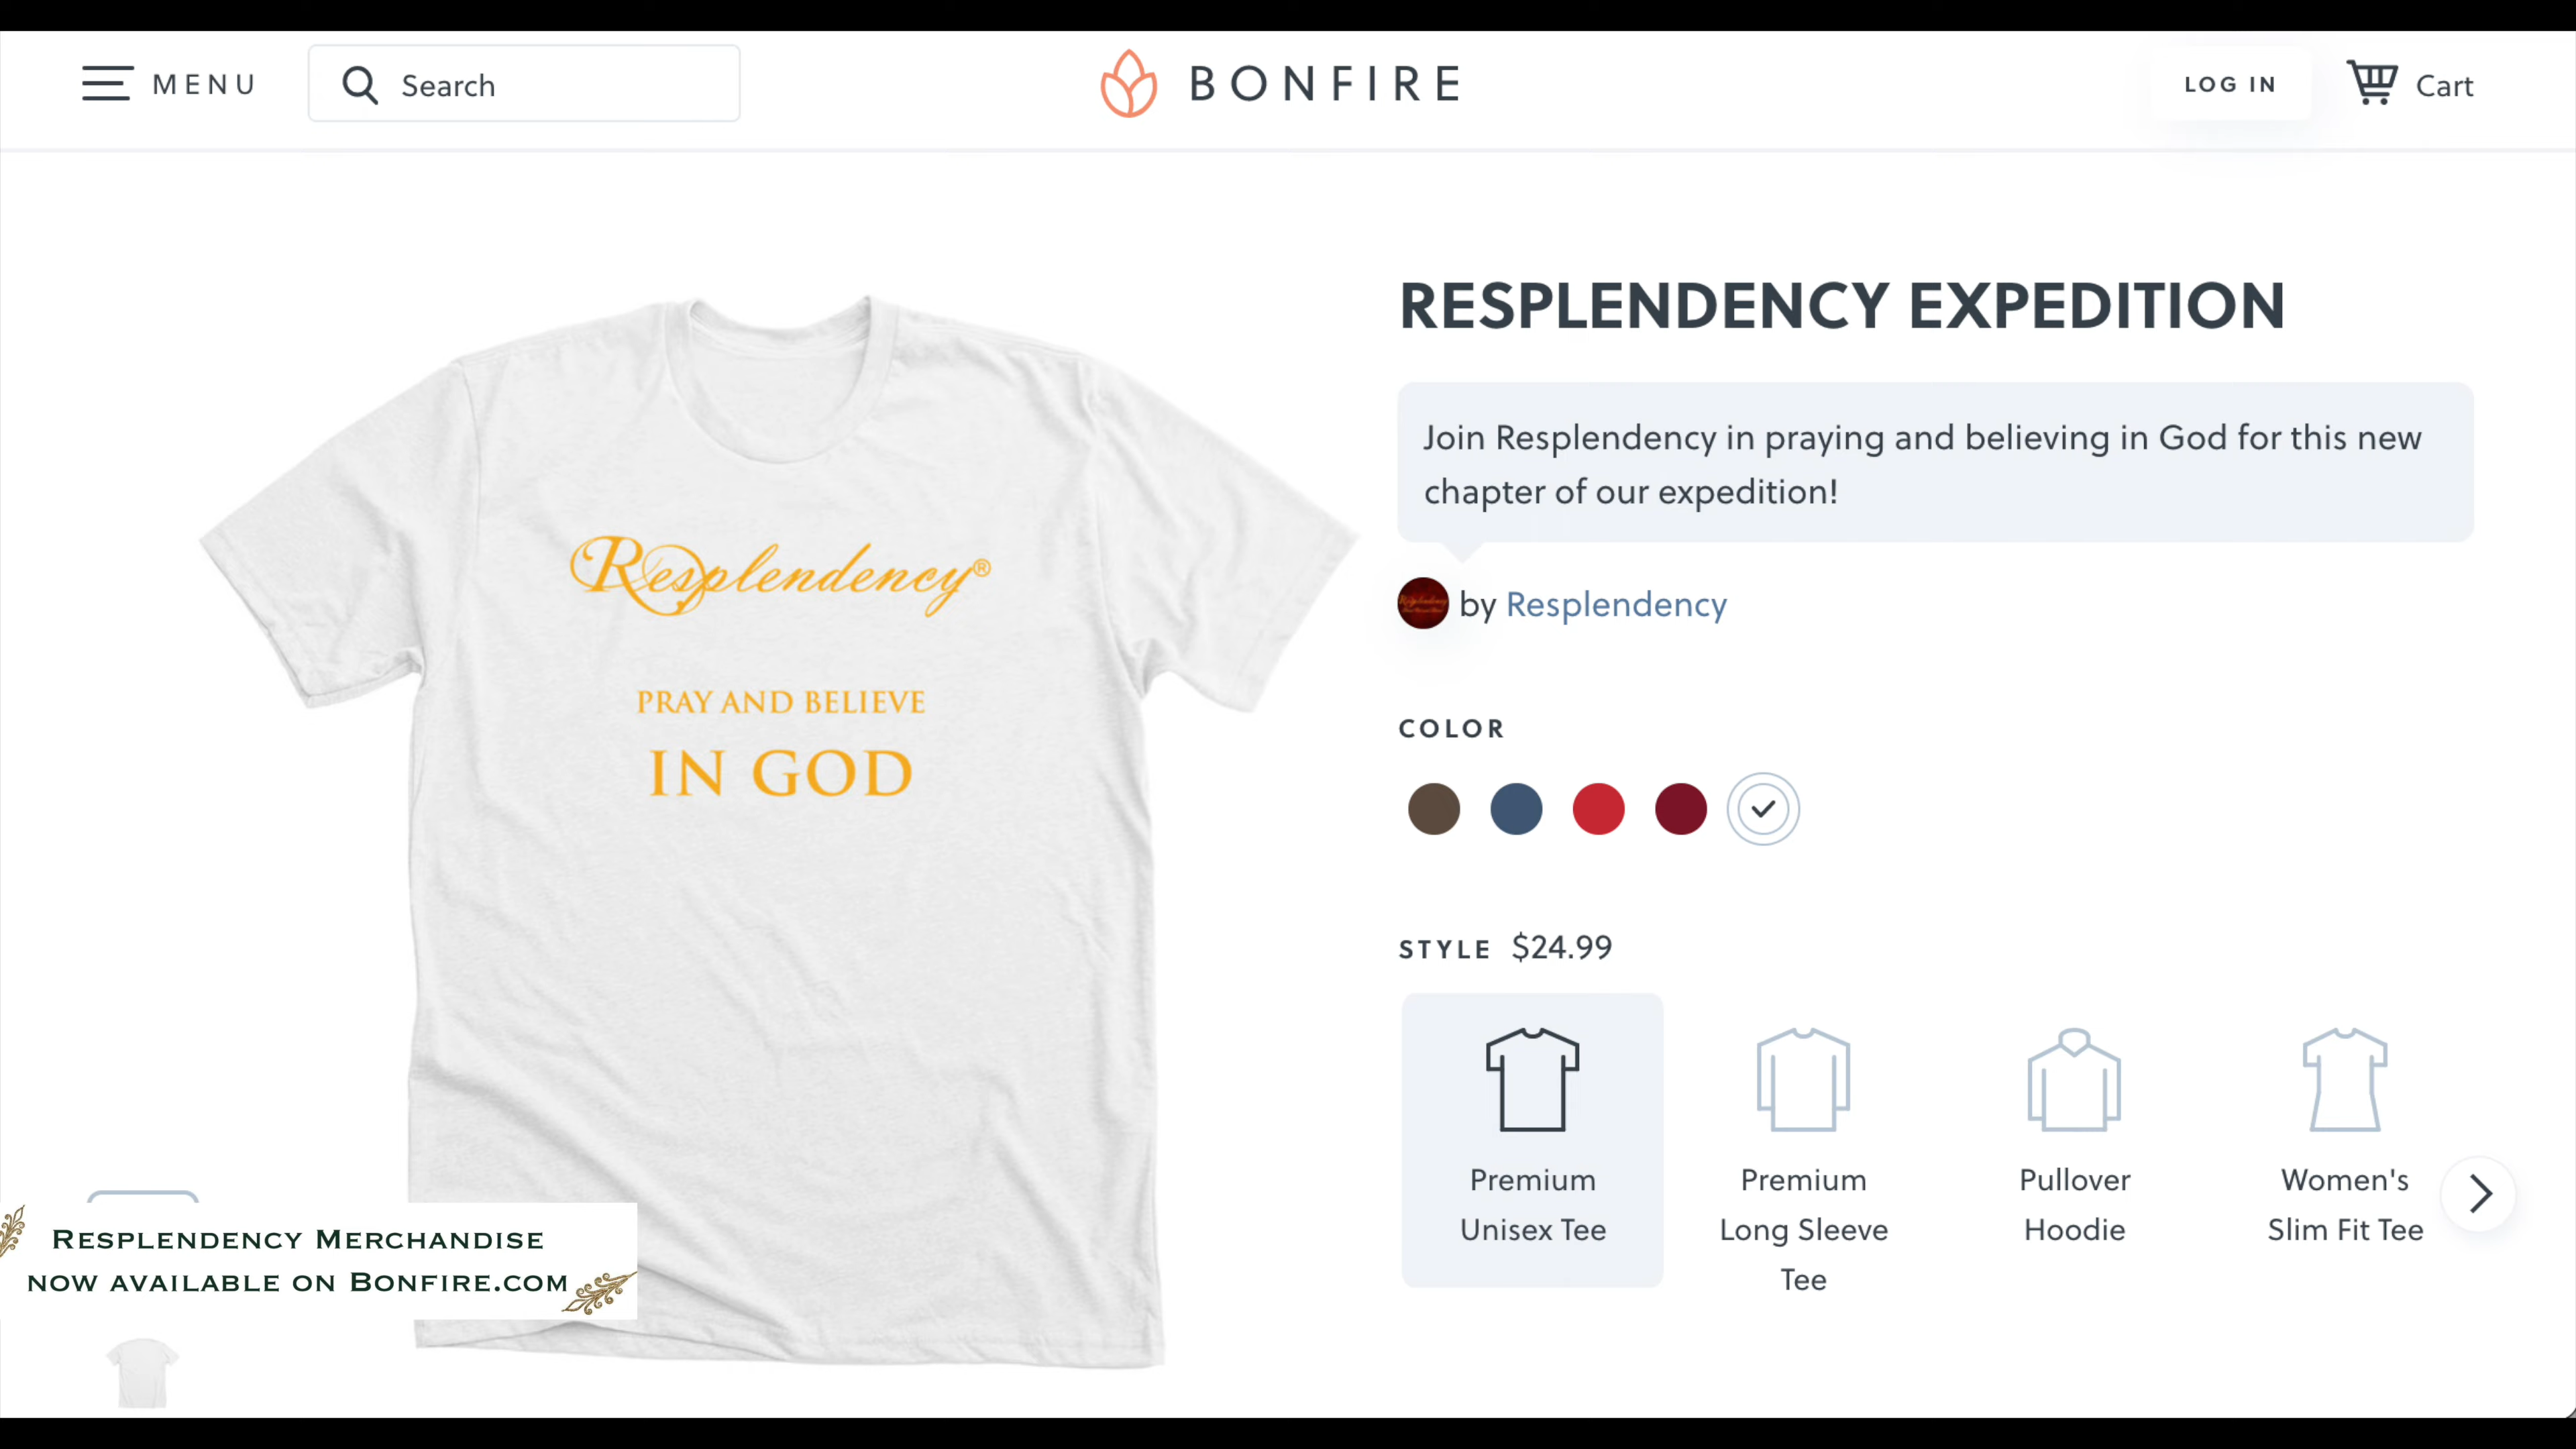 MENU
Search
BONFIRE
LOG IN
Cart
RESPLENDENCY EXPEDITION
Join Resplendency in praying and believing in God for this new
chapter of our expedition!
by Resplendency
Resplendency®
PRAY AND BELIEVE
IN GOD
COLOR
STYLE $24.99
Premium
Unisex Tee
Premium
Long Sleeve
Tee
Pullover
Hoodie
Women's
Slim Fit Tee
RESPLENDENCY MERCHANDISE
NOW AVAILABLE ON BONFIRE.COM